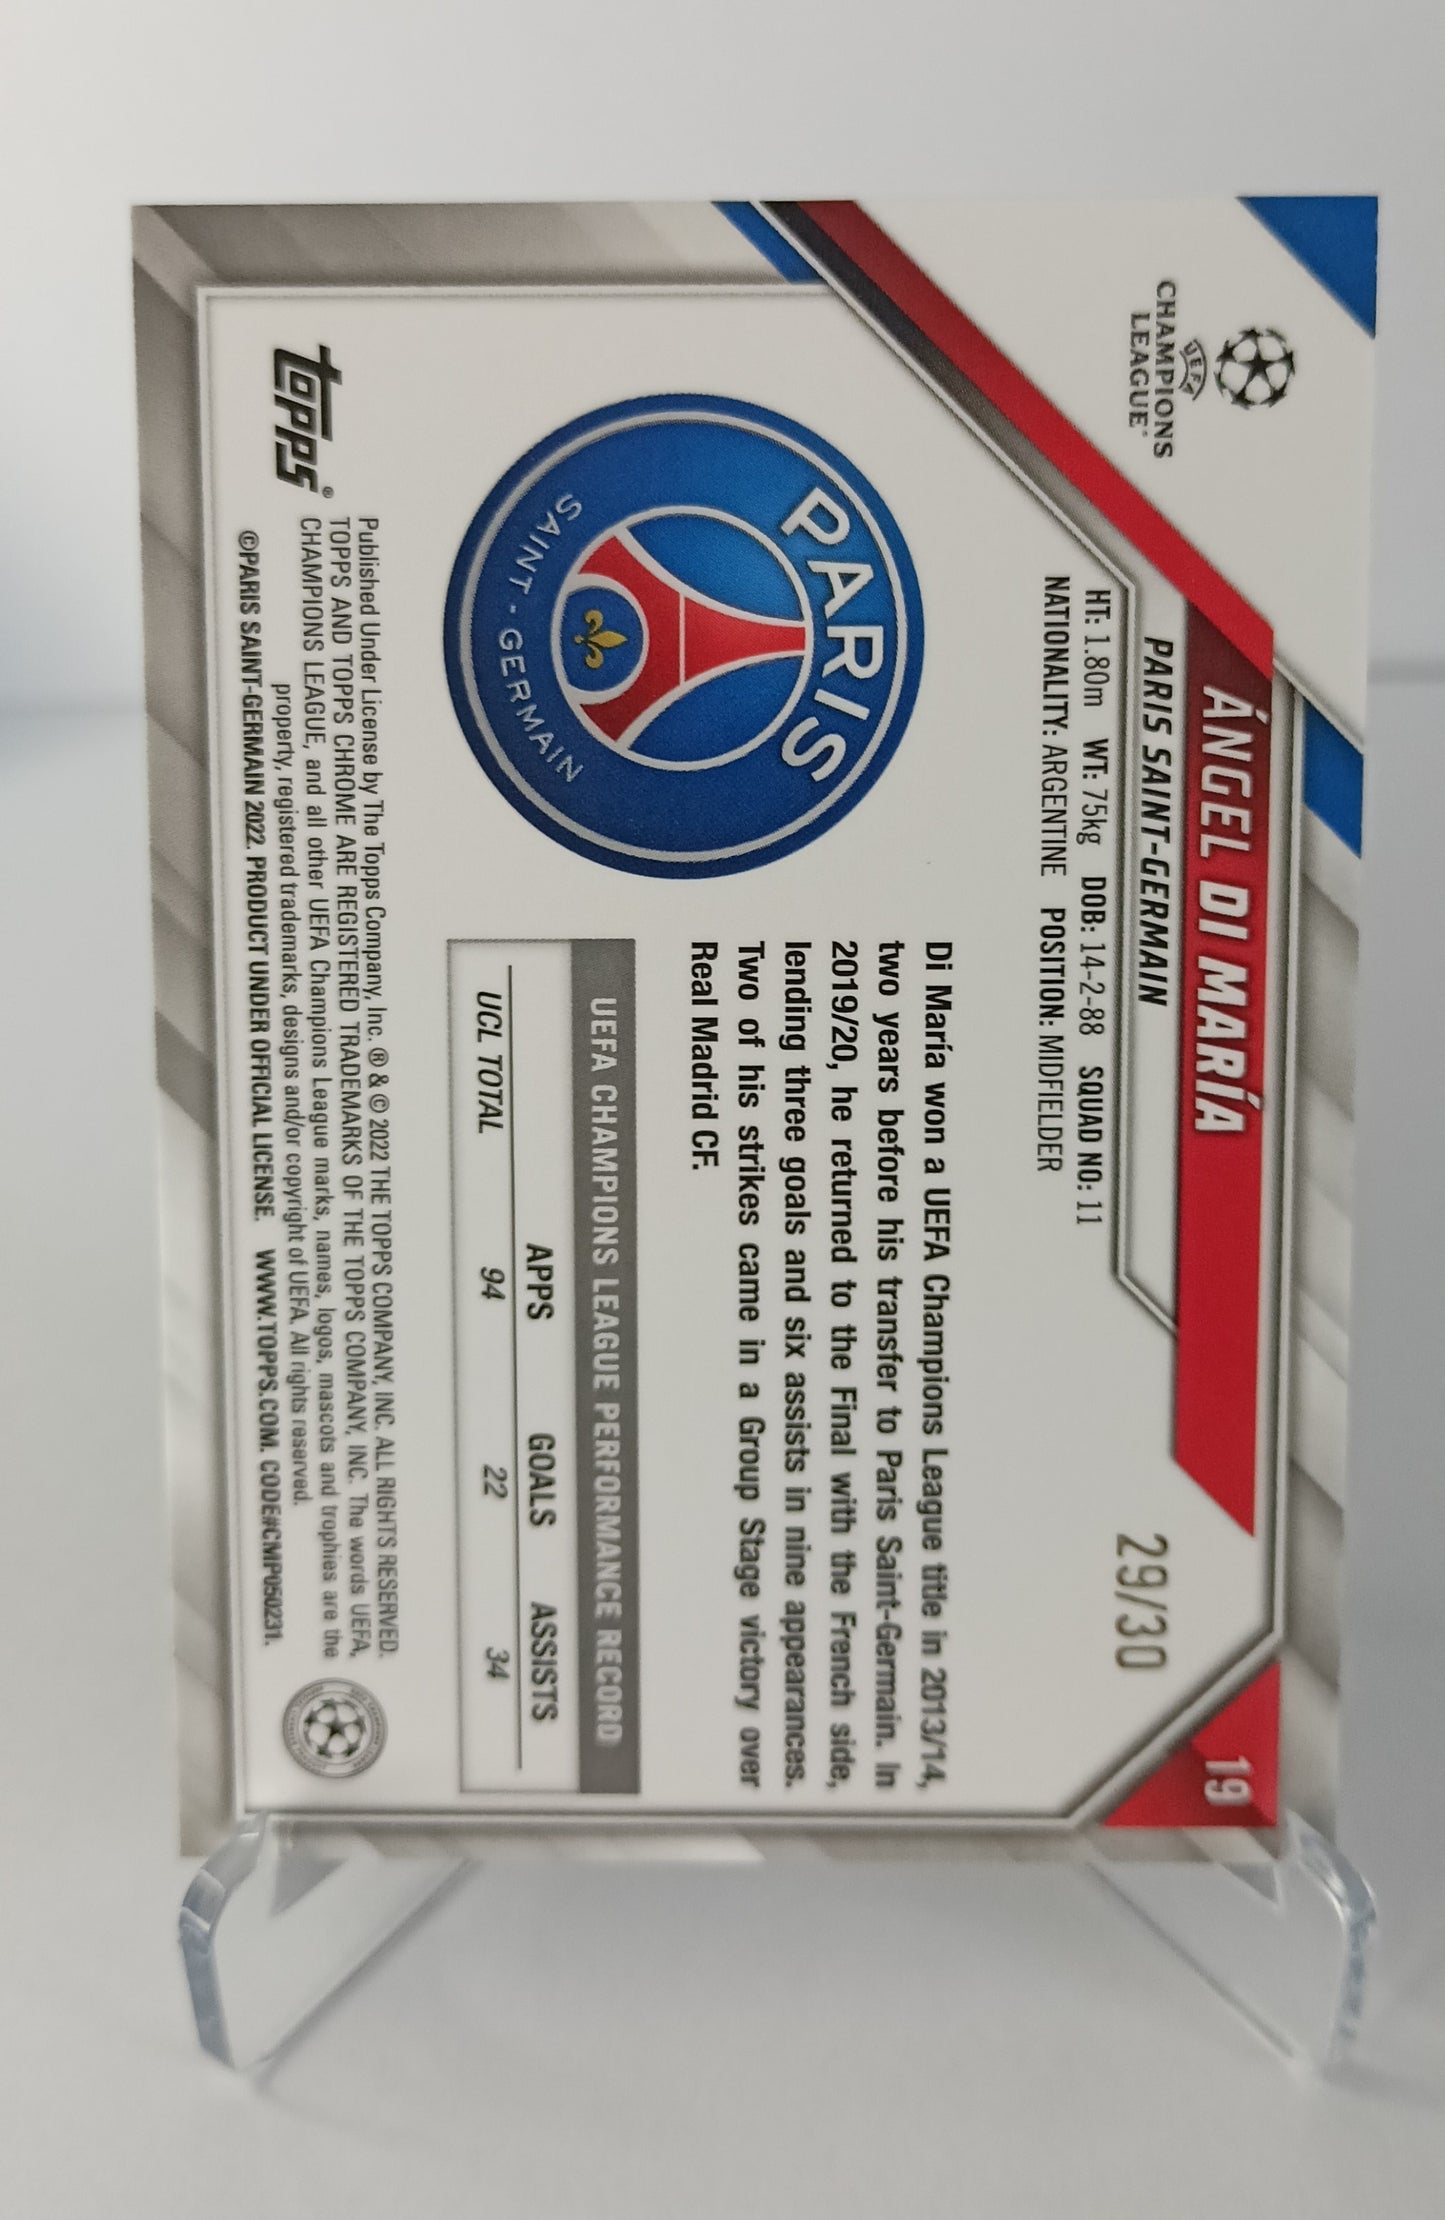 UEFA
CHAMPIONS
LEAGUE
ÁNGEL DI MARÍA
19
PARIS SAINT-GERMAIN
29/30
HT: 1.80m WT: 75kg DOB: 14-2-88 SQUAD NO: 11
NATIONALITY: ARGENTINE POSITION: MIDFIELDER
PARIS
SAINT-GERMAIN
Di María won a UEFA Champions League title in 2013/14,
two years before his transfer to Paris Saint-Germain. In
2019/20, he returned to the Final with the French side,
lending three goals and six assists in nine appearances.
Two of his strikes came in a Group Stage victory over
Real Madrid CF.
UEFA CHAMPIONS LEAGUE PERFORMANCE RECORD
APPS GOALS ASSISTS
UCL TOTAL 94 22 34
topps®
Published Under License by The Topps Company, Inc. ® & © 2022 THE TOPPS COMPANY, INC. ALL RIGHTS RESERVED.
TOPPS AND TOPPS CHROME ARE REGISTERED TRADEMARKS OF THE TOPPS COMPANY, INC. The words UEFA,
CHAMPIONS LEAGUE, and all other UEFA Champions League marks, names, logos, mascots and trophies are the
property, registered trademarks, designs and/or copyright of UEFA. All rights reserved.
©PARIS SAINT-GERMAIN 2022. PRODUCT UNDER OFFICIAL LICENSE. WWW.TOPPS.COM. CODE#CMP050231.